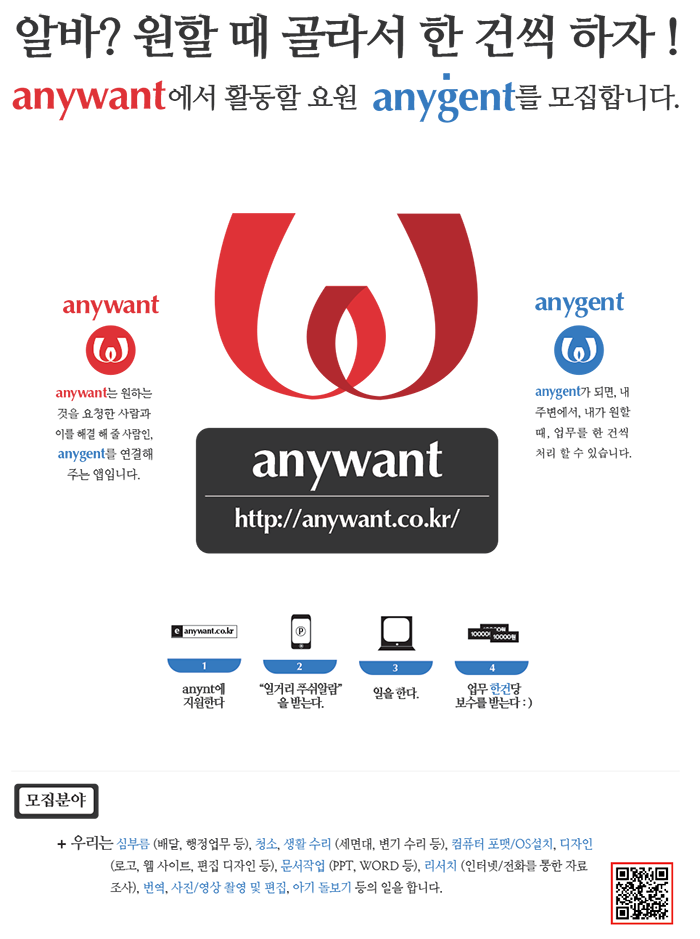 알바? 원할 때 골라서 한 건씩 하자 !
anywant에서 활동할 요원 anygent를 모집합니다.
anywant
anywant는 원하는
것을 요청한 사람과
이를 해결 해 줄 사람인,
anygent를 연결해
주는 앱입니다.
anygent
anygent가 되면, 내
주변에서, 내가 원할
때, 업무를 한 건씩
처리 할 수 있습니다.
anywant
http://anywant.co.kr/
e anywant.co.kr
1
anynt에
지원한다
P
2
“일거리 푸쉬알람”
을 받는다.
3
일을 한다.
10000원
10000원
4
업무 한건당
보수를 받는다 : )
모집분야
+ 우리는 심부름 (배달, 행정업무 등), 청소, 생활 수리 (세면대, 변기 수리 등), 컴퓨터 포맷/OS설치, 디자인
(로고, 웹 사이트, 편집 디자인 등), 문서작업 (PPT, WORD 등), 리서치 (인터넷/전화를 통한 자료
조사), 번역, 사진/영상 촬영 및 편집, 아기 돌보기 등의 일을 합니다.